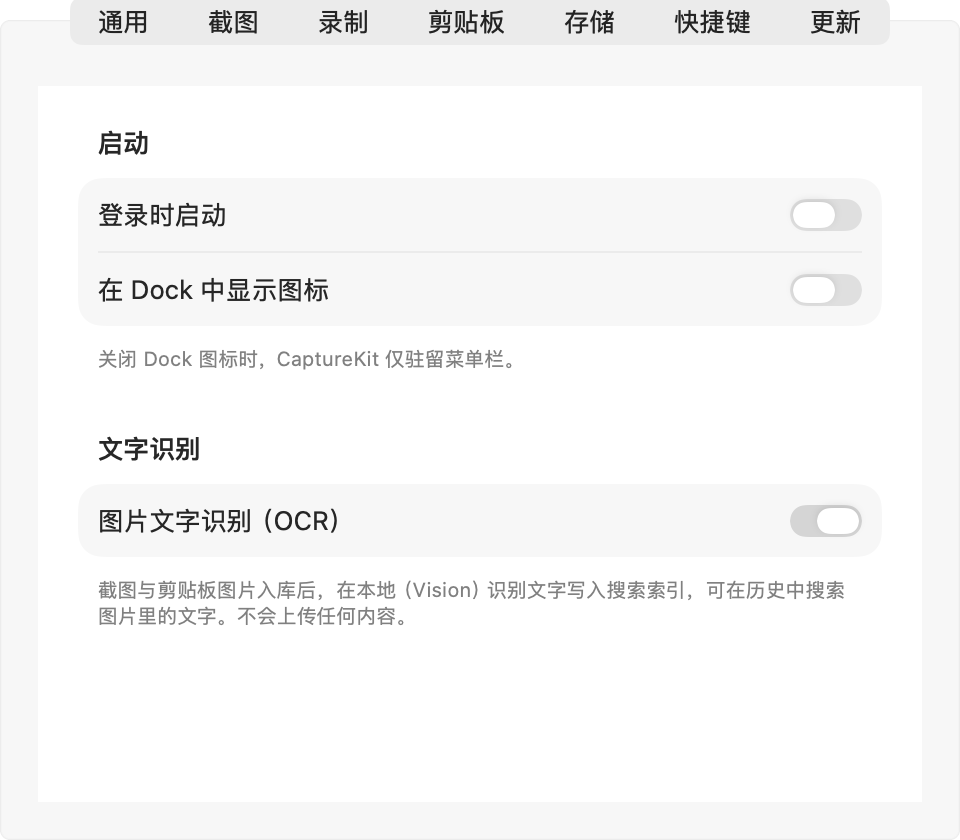 通用 截图 录制 剪贴板 存储 快捷键 更新
启动
登录时启动
在 Dock 中显示图标
关闭 Dock 图标时，CaptureKit 仅驻留菜单栏。
文字识别
图片文字识别（OCR）
截图与剪贴板图片入库后，在本地（Vision）识别文字写入搜索索引，可在历史中搜索
图片里的文字。不会上传任何内容。